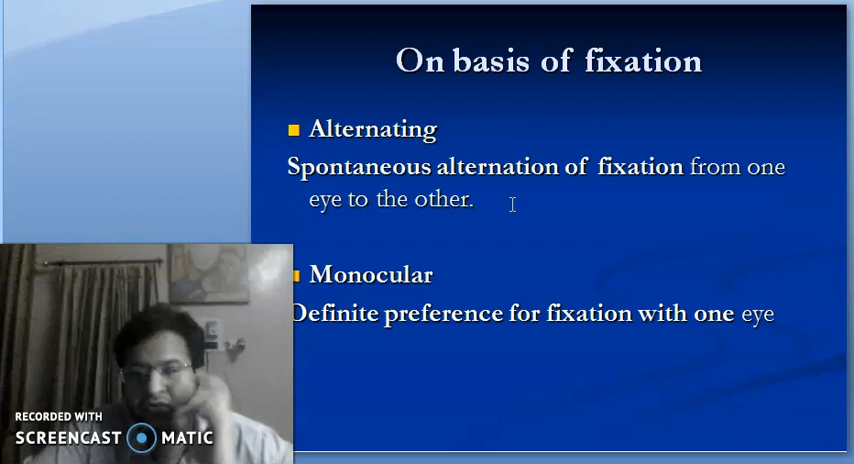 On basis of fixation
Alternating
Spontaneous alternation of fixation from one
eye to the other.
Monocular
Definite preference for fixation with one eye
RECORDED WITH
SCREENCAST MATIC